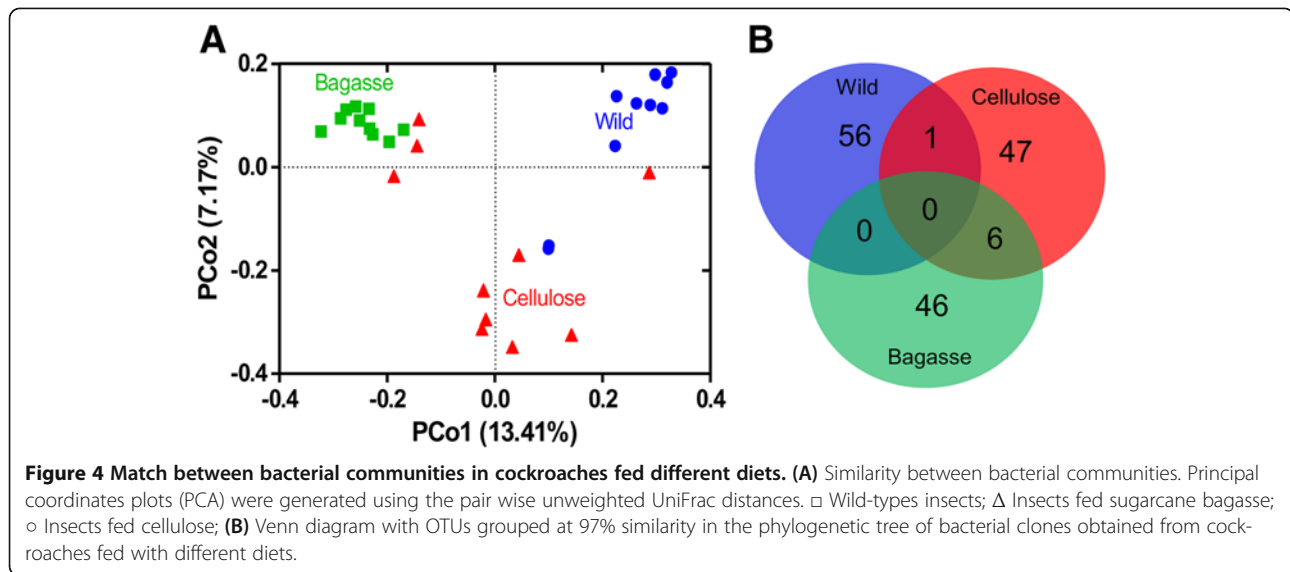 A
B
0.2
0.0
-0.2
-0.4
PCo2 (7.17%)
Bagasse
Wild
Cellulose
-0.4 -0.2 0.0 0.2 0.4
PCo1 (13.41%)
Wild
Cellulose
56
1
47
0
0
6
46
Bagasse
Figure 4 Match between bacterial communities in cockroaches fed different diets. (A) Similarity between bacterial communities. Principal
coordinates plots (PCA) were generated using the pair wise unweighted UniFrac distances. □ Wild-types insects; Δ Insects fed sugarcane bagasse;
○ Insects fed cellulose; (B) Venn diagram with OTUs grouped at 97% similarity in the phylogenetic tree of bacterial clones obtained from cock-
roaches fed with different diets.